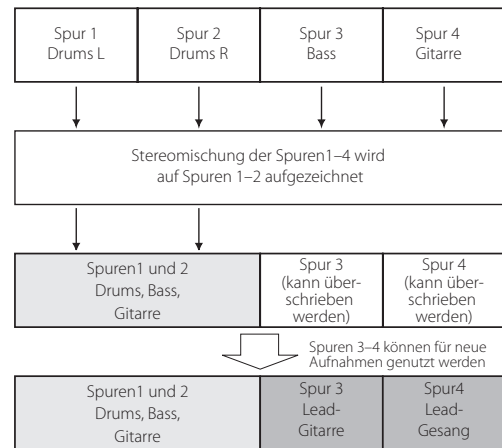 Spur 1
Drums L
Spur 2
Drums R
Spur 3
Bass
Spur 4
Gitarre
Stereomischung der Spuren1–4 wird
auf Spuren 1–2 aufgezeichnet
Spuren1 und 2
Drums, Bass,
Gitarre
Spur 3
(kann über-
schrieben
werden)
Spur 4
(kann über-
schrieben
werden)
Spuren 3–4 können für neue
Aufnahmen genutzt werden
Spuren1 und 2
Drums, Bass,
Gitarre
Spur 3
Lead-
Gitarre
Spur4
Lead-
Gesang